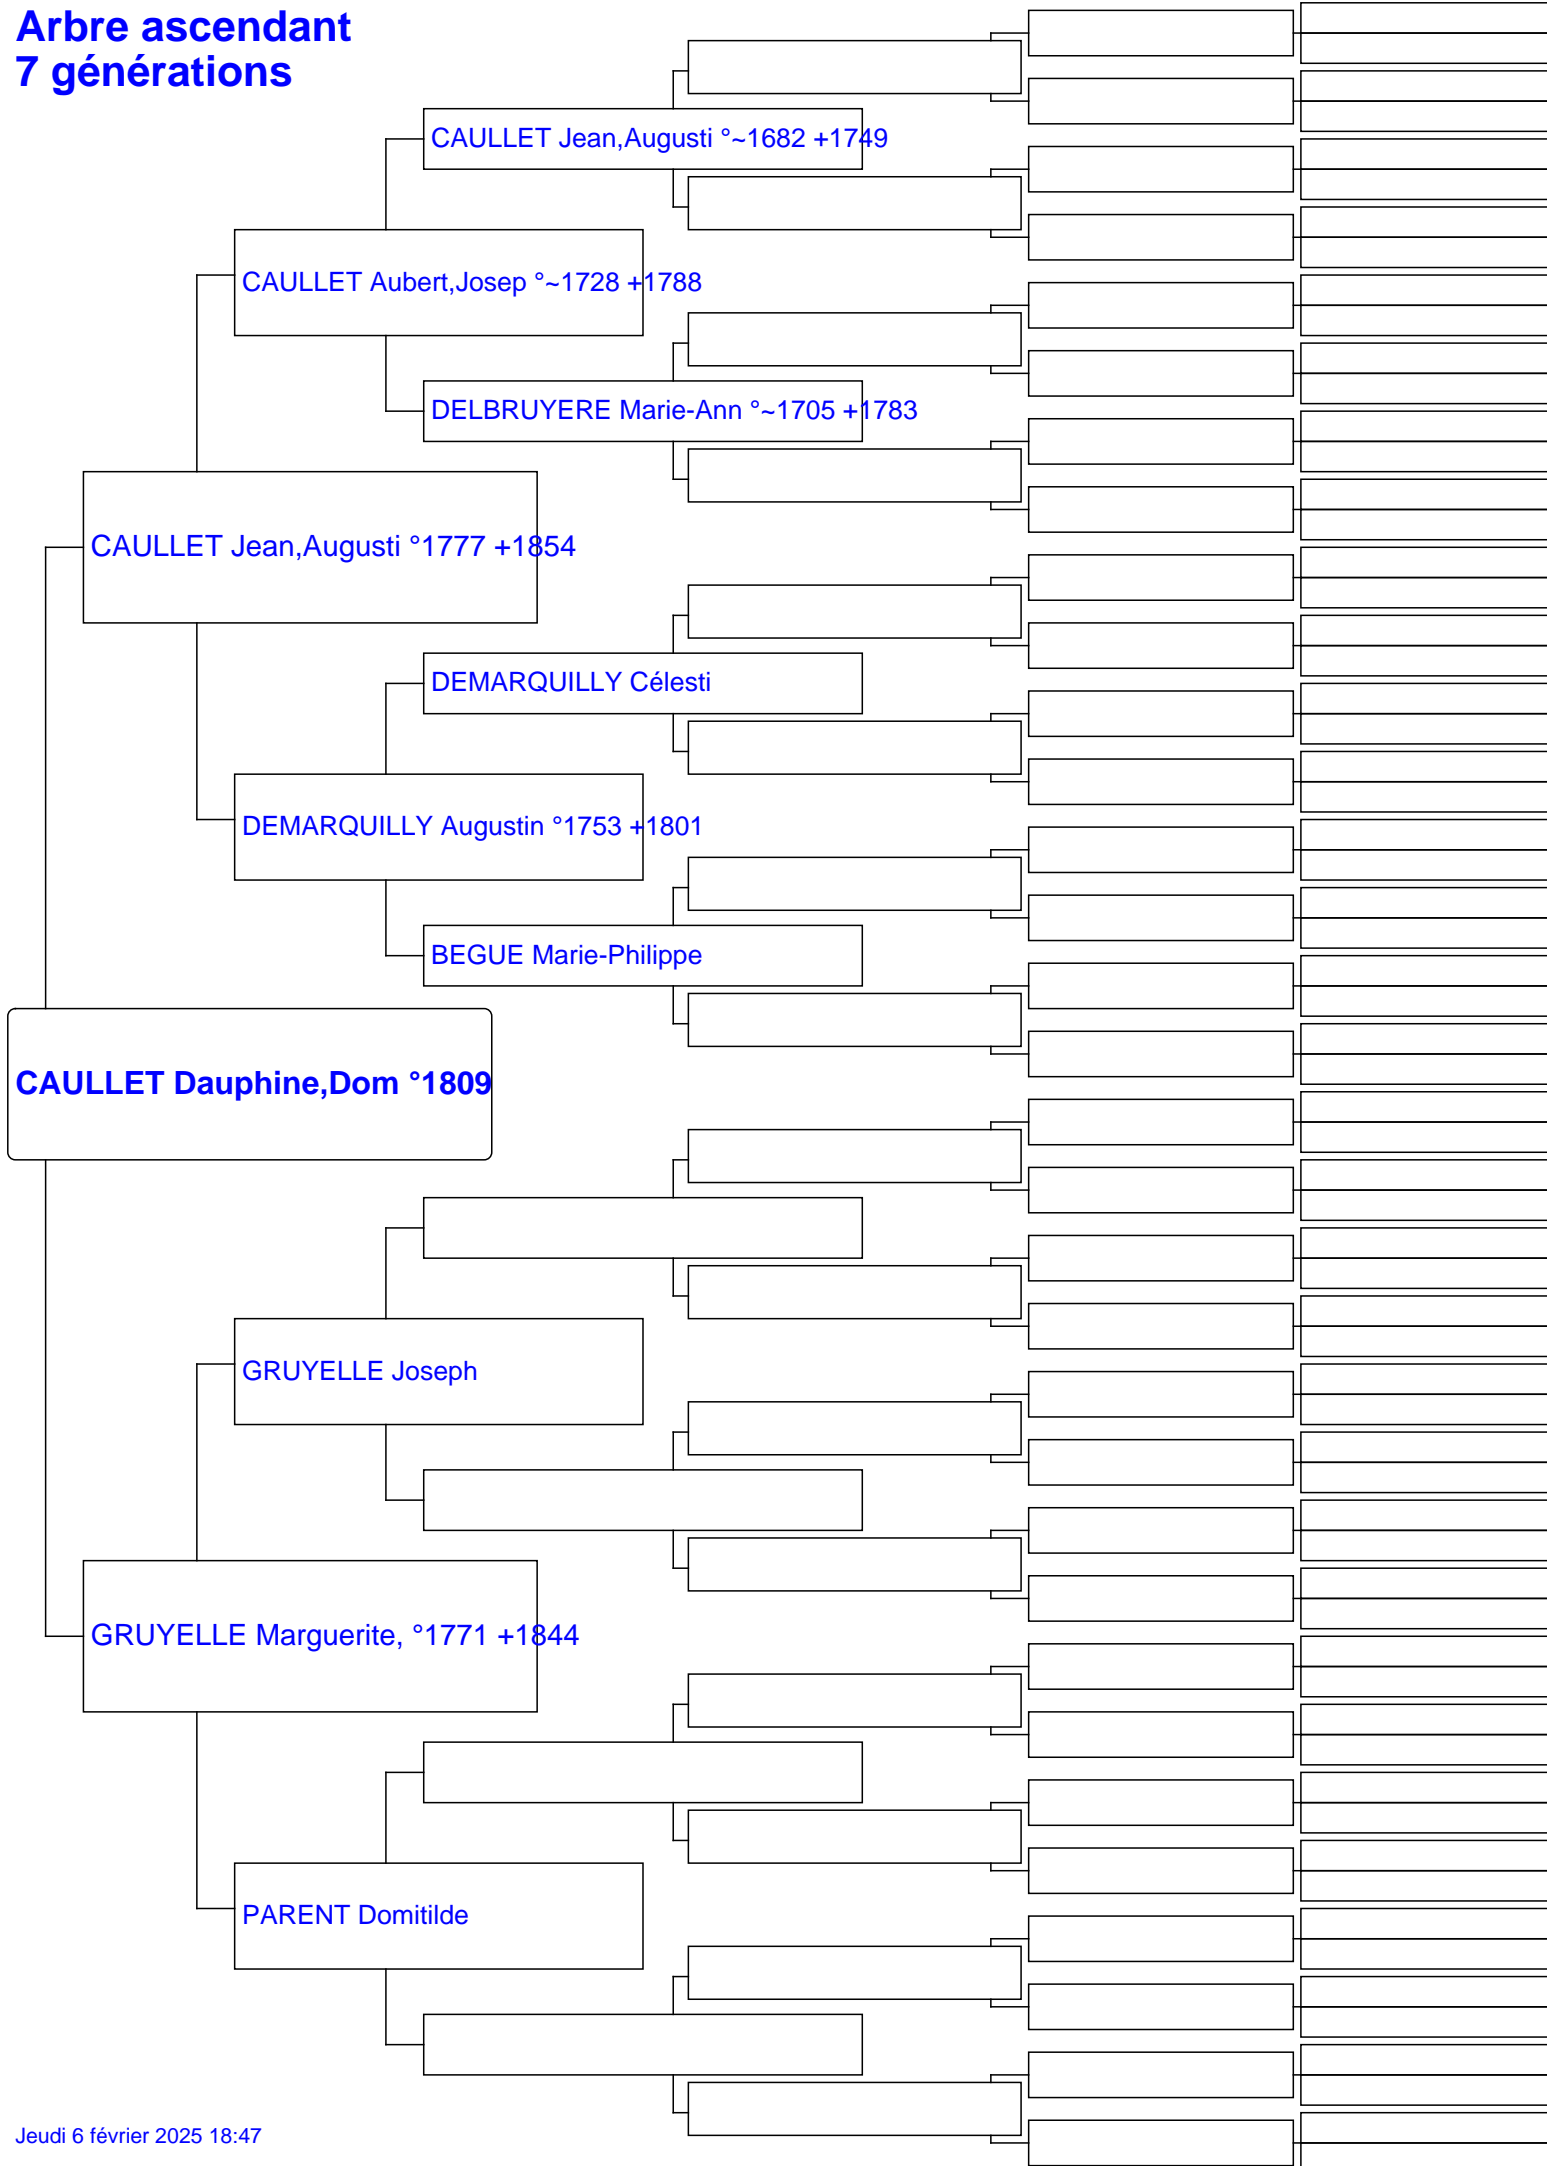 Arbre ascendant
7 générations
CAULLET Jean,Augusti °~1682 +1749
CAULLET Aubert,Josep °~1728 +1788
DELBRUYERE Marie-Ann °~1705 +1783
CAULLET Jean,Augusti °1777 +1854
DEMARQUILLY Célesti
DEMARQUILLY Augustin °1753 +1801
BEGUE Marie-Philippe
CAULLET Dauphine,Dom °1809
GRUYELLE Joseph
GRUYELLE Marguerite, °1771 +1844
PARENT Domitilde
Jeudi 6 février 2025 18:47